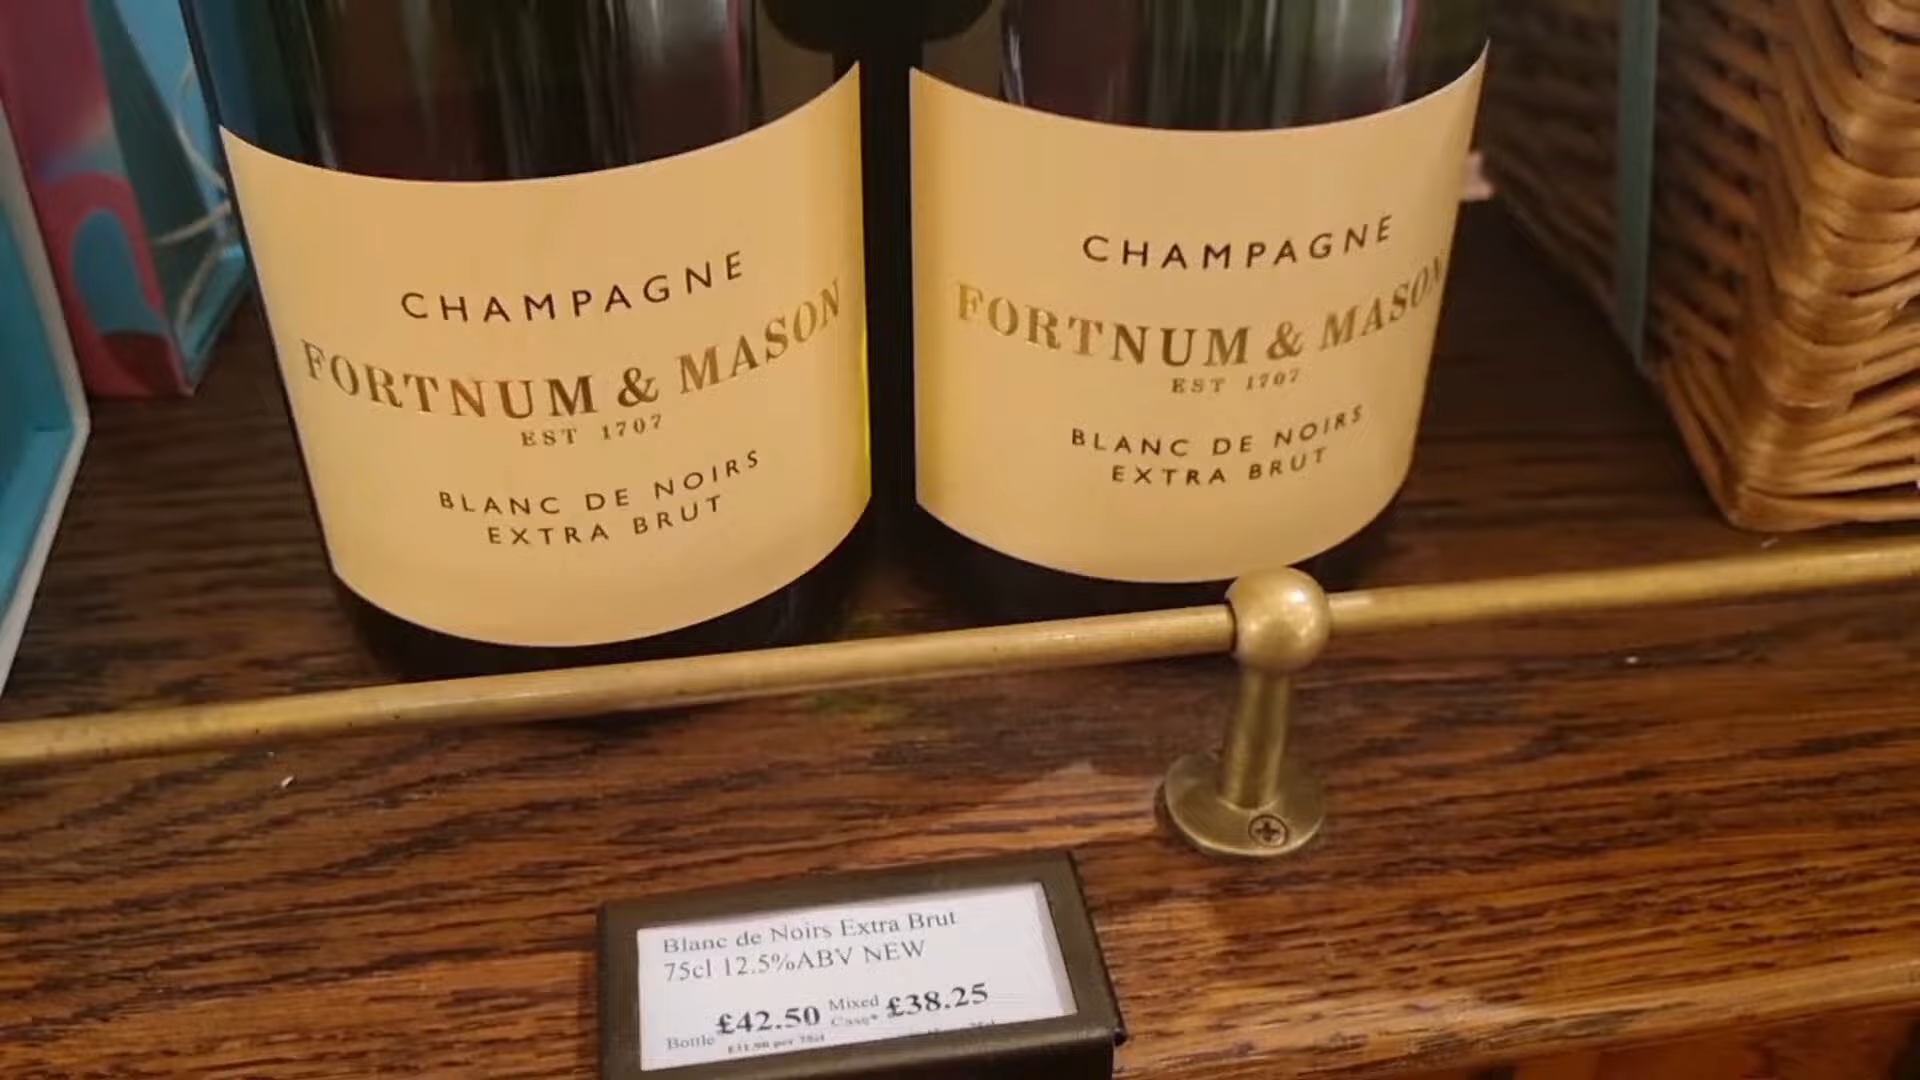 CHAMPAGNE
FORTNUM & MASON
EST 1707
BLANC DE NOIRS
EXTRA BRUT
CHAMPAGNE
FORTNUM & MASON
EST 1707
BLANC DE NOIRS
EXTRA BRUT
Blanc de Noirs Extra Brut
75cl 12.5%ABV NEW
Bottle £42.50 Mixed Case* £38.25